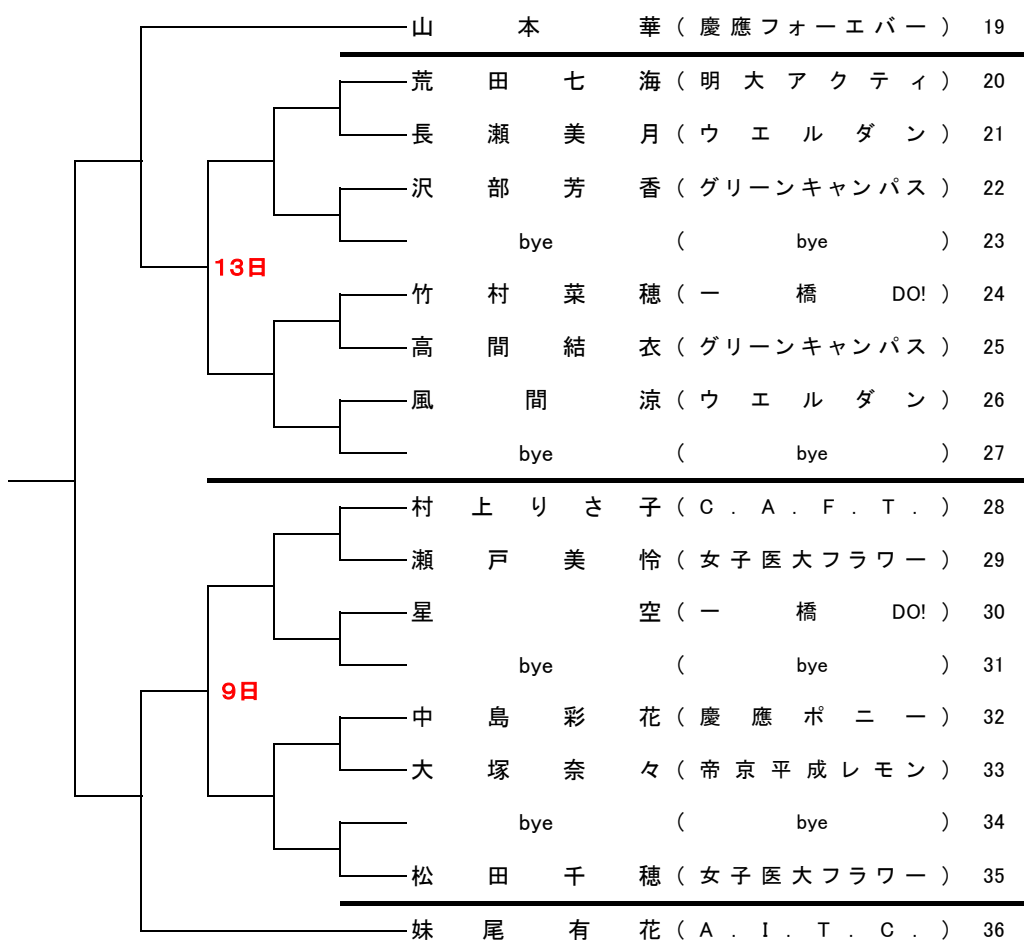 山本華(慶應フォーエバー) 19
荒田七海(明大アクティ) 20
長瀬美月(ウエルダン) 21
沢部芳香(グリーンキャンパス) 22
bye ( bye ) 23
13日
竹村菜穂(一橋DO!) 24
高間結衣(グリーンキャンパス) 25
風間涼(ウエルダン) 26
bye ( bye ) 27
村上りさ子(C.A.F.T.) 28
瀬戸美怜(女子医大フラワー) 29
星空(一橋DO!) 30
bye ( bye ) 31
9日
中島彩花(慶應ポニー) 32
大塚奈々(帝京平成レモン) 33
bye ( bye ) 34
松田千穂(女子医大フラワー) 35
妹尾有花(A.I.T.C.) 36